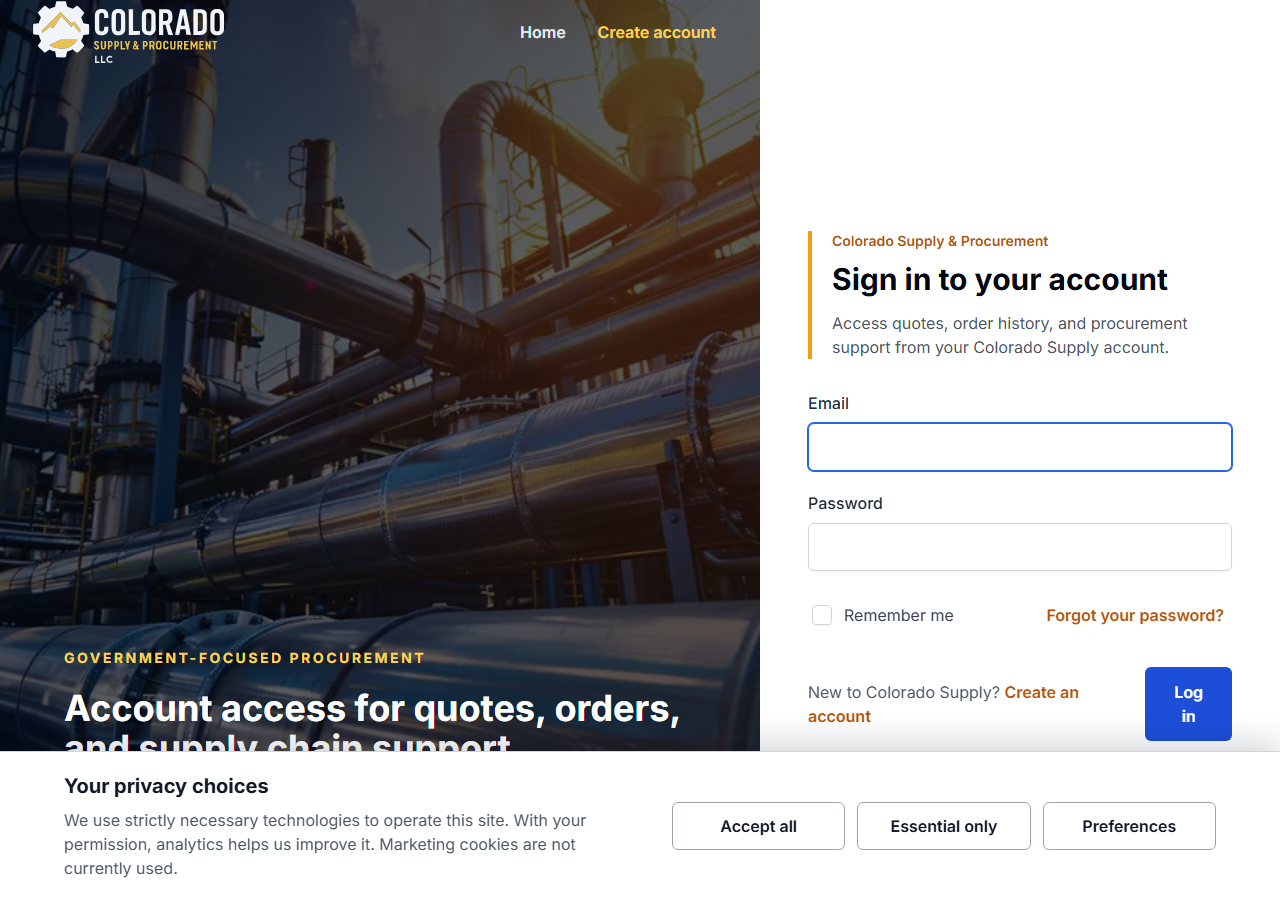 COLORADO
SUPPLY & PROCUREMENT
LLC
Home
Create account
GOVERNMENT-FOCUSED PROCUREMENT
Account access for quotes, orders,
and supply chain support
Colorado Supply & Procurement
Sign in to your account
Access quotes, order history, and procurement
support from your Colorado Supply account.
Email
Password
Remember me
Forgot your password?
New to Colorado Supply? Create an
account
Log
in
Your privacy choices
We use strictly necessary technologies to operate this site. With your
permission, analytics helps us improve it. Marketing cookies are not
currently used.
Accept all
Essential only
Preferences